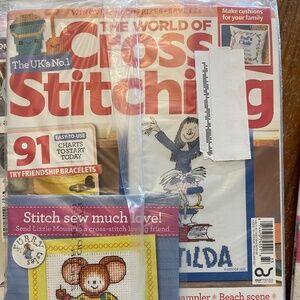 THE WORLD OF
Make cushions
for your family
The UK's No.1
Cross
Stitching
91
EASY-TO-USE
CHARTS
TO START
TODAY
TRY FRIENDSHIP BRACELETS
Stitch sew much love!
Send Lizzie Mouse to a cross-stitch loving friend
TILDA
sampler • Beach scene